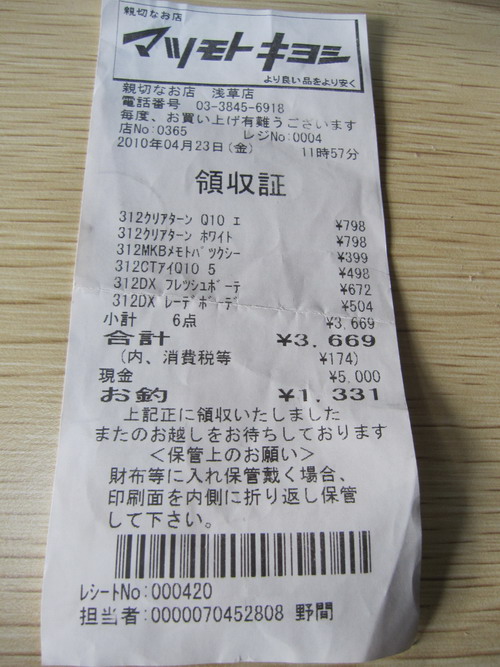 親切なお店
マツモトキヨシ
より良い品をより安く
親切なお店 浅草店
電話番号 03-3845-6918
毎度、お買い上げ有難うございます
店No:0365 レジNo:0004
2010年04月23日(金) 11時57分
領収証
312クリアターン Q10 エ ¥798
312クリアターン ホワイト ¥798
312MKBメモトバツクシー ¥399
312CTアイQ10 5 ¥498
312DX フレッシュボーテ ¥672
312DX レーデボーデ ¥504
小計 6点 ¥3,669
合計 ¥3,669
(内、消費税等 ¥174)
現金 ¥5,000
お釣 ¥1,331
上記正に領収いたしました
またのお越しをお待ちしております
<保管上のお願い>
財布等に入れ保管戴く場合、
印刷面を内側に折り返し保管
して下さい。
レシートNo:000420
担当者:0000070452808 野間